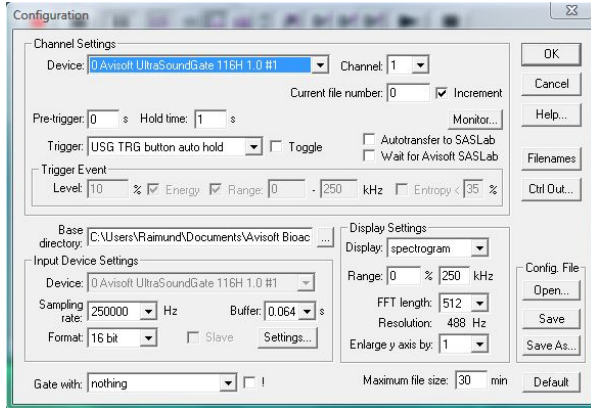 Configuration
Channel Settings
Device: 0 Avisoft UltraSoundGate 116H 1.0 #1 Channel: 1
OK
Current file number: 0 Increment
Cancel
Pre-trigger: 0 s Hold time: 1 s Monitor...
Help...
Trigger: USG TRG button auto hold Toggle
Autotransfer to SASLab
Wait for Avisoft SASLab
Filenames
Trigger Event
Level: 10 % Energy Range: 0 - 250 kHz Entropy < 35 %
Ctrl Out...
Base directory: C:\Users\Raimund\Documents\Avisoft Bioac ...
Input Device Settings
Device: 0 Avisoft UltraSoundGate 116H 1.0 #1
Sampling rate: 250000 Hz Buffer: 0.064 s
Format: 16 bit Slave Settings...
Gate with: nothing !
Display Settings
Display: spectrogram
Range: 0 % 250 kHz
FFT length: 512
Resolution: 488 Hz
Enlarge y axis by: 1
Maximum file size: 30 min
Config. File
Open...
Save
Save As...
Default